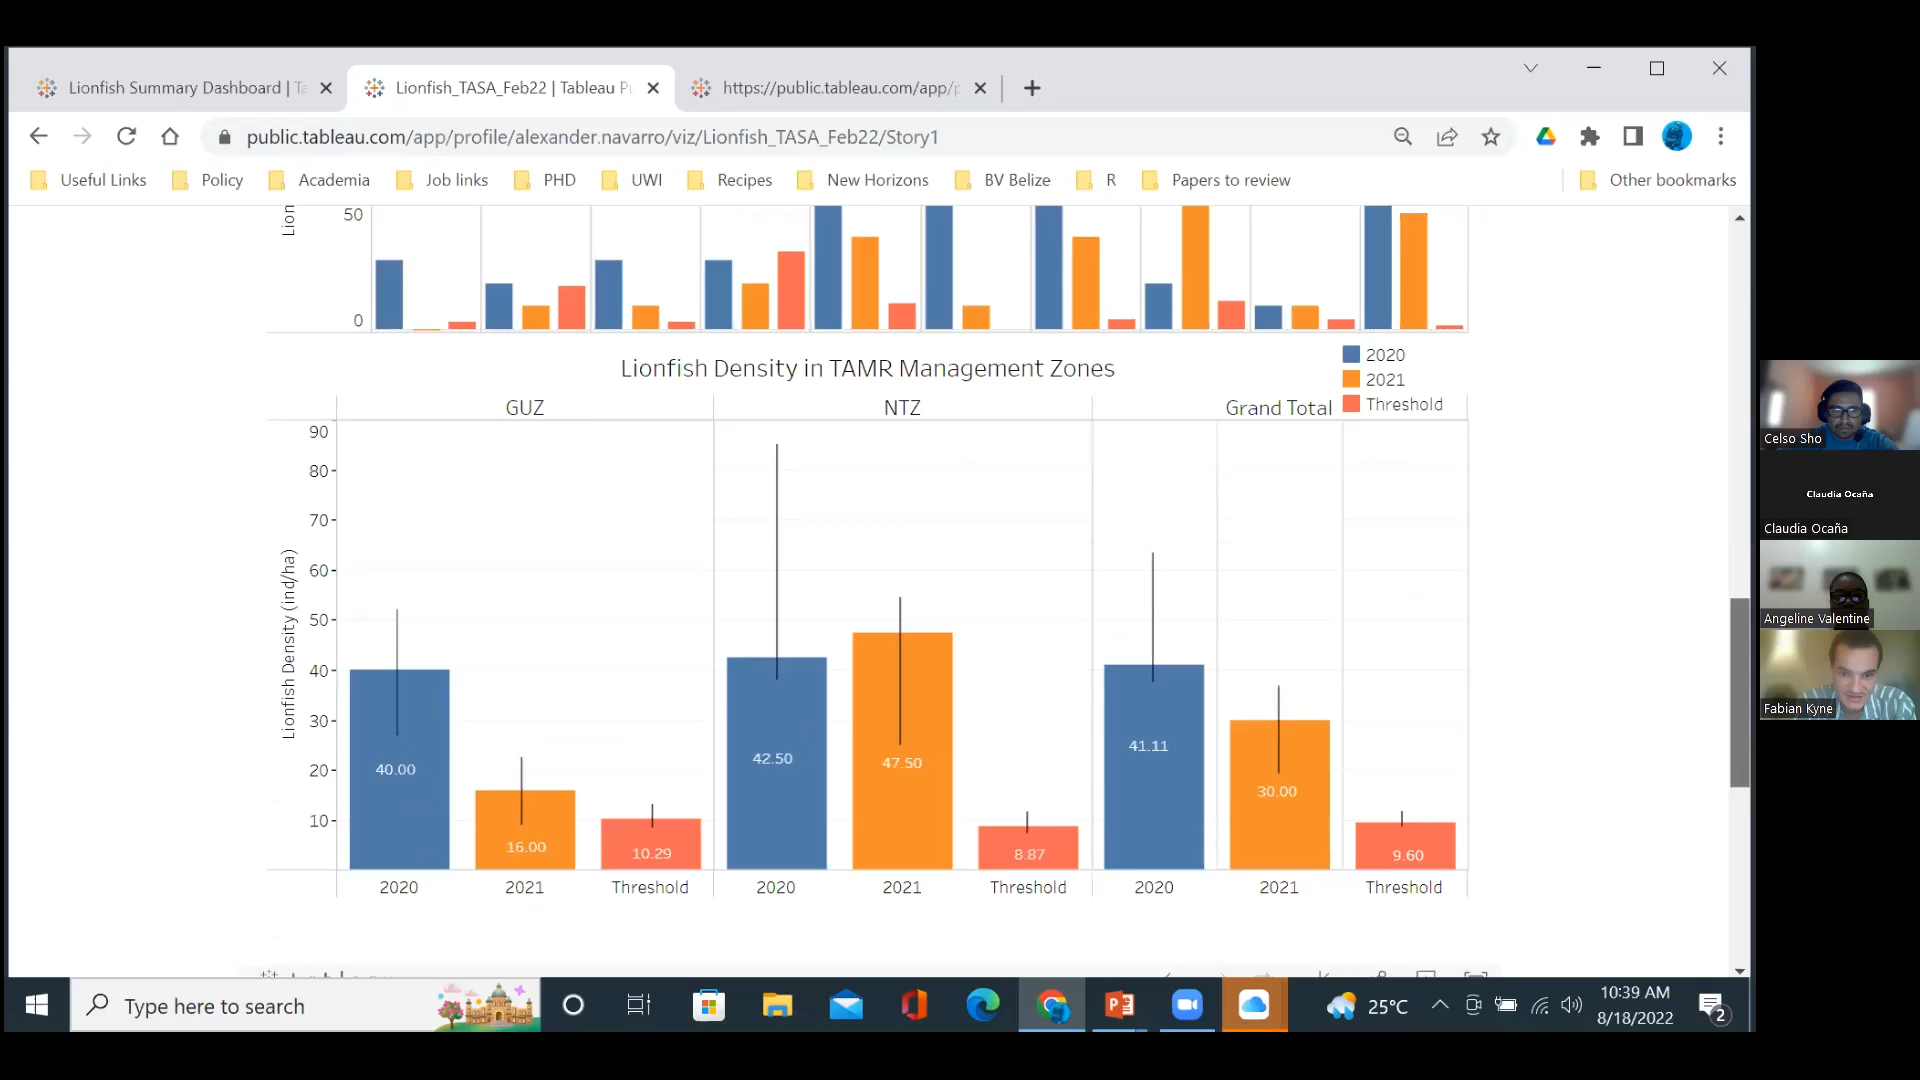 Lionfish Summary Dashboard | Ta
Lionfish_TASA_Feb22 | Tableau Pu
https://public.tableau.com/app/p
public.tableau.com/app/profile/alexander.navarro/viz/Lionfish_TASA_Feb22/Story1
Useful Links Policy Academia Job links PHD UWI Recipes New Horizons BV Belize R Papers to review Other bookmarks
Lion
50
0
Lionfish Density in TAMR Management Zones
2020
2021
Threshold
GUZ NTZ Grand Total
Lionfish Density (ind/ha)
90
80
70
60
50
40
30
20
10
40.00 16.00 10.29 42.50 47.50 8.87 41.11 30.00 9.60
2020 2021 Threshold 2020 2021 Threshold 2020 2021 Threshold
Celso Sho
Claudia Ocaña
Claudia Ocaña
Angeline Valentine
Fabian Kyne
Type here to search
25°C
10:39 AM
8/18/2022
2